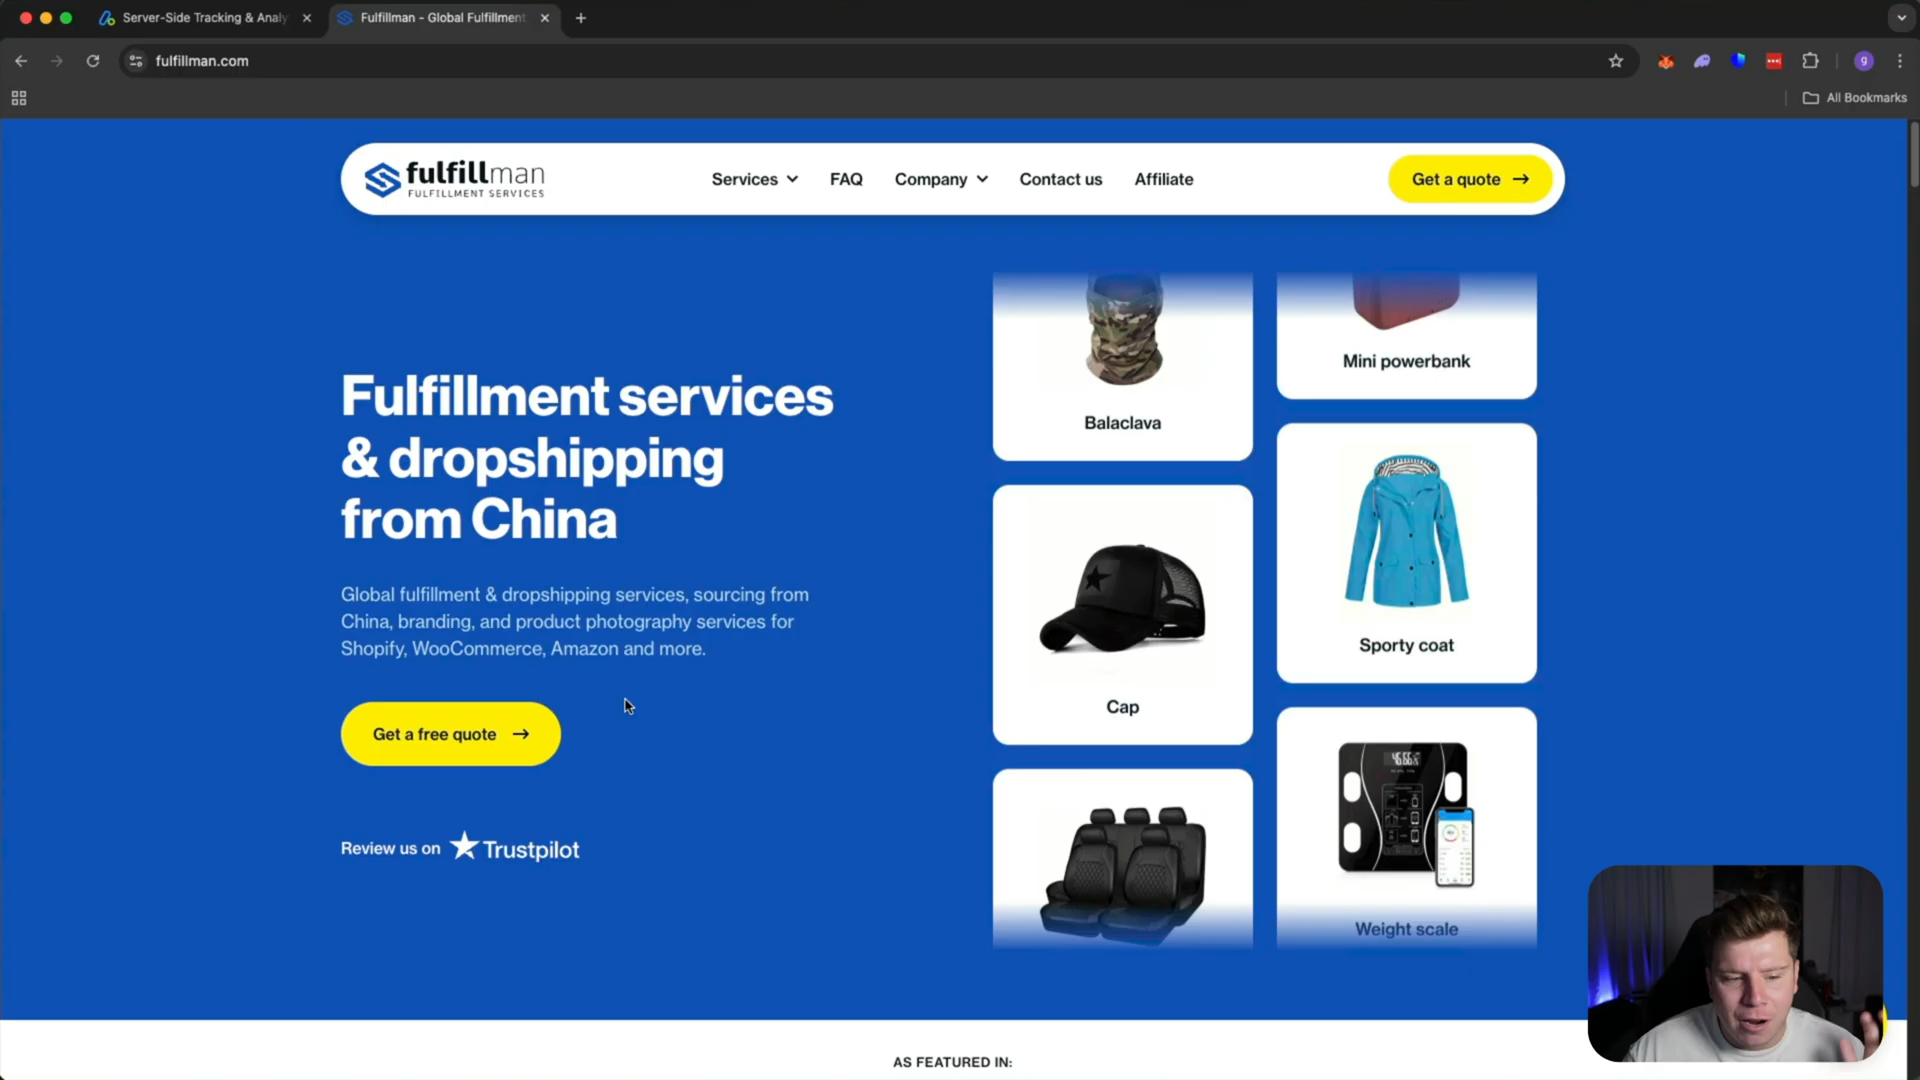 Server-Side Tracking & Analy
Fulfillman - Global Fulfillment
fulfillman.com
g
All Bookmarks
fulfillman
FULFILLMENT SERVICES
Services
FAQ
Company
Contact us
Affiliate
Get a quote →
Fulfillment services
& dropshipping
from China
Global fulfillment & dropshipping services, sourcing from
China, branding, and product photography services for
Shopify, WooCommerce, Amazon and more.
Get a free quote →
Review us on
Trustpilot
Balaclava
Mini powerbank
Cap
Sporty coat
Weight scale
AS FEATURED IN: